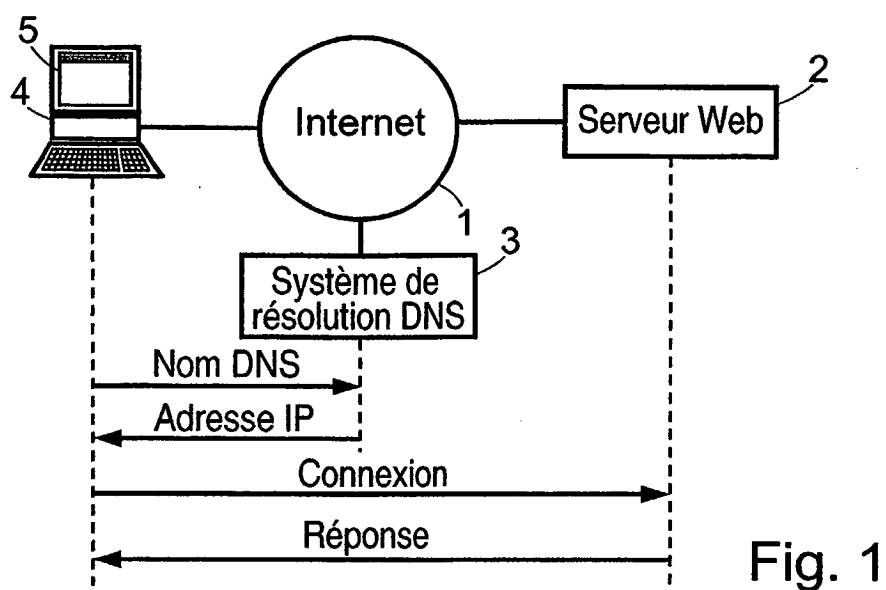 5
4
Internet
1
Serveur Web
2
3
Système de
résolution DNS
Nom DNS
Adresse IP
Connexion
Réponse
Fig. 1